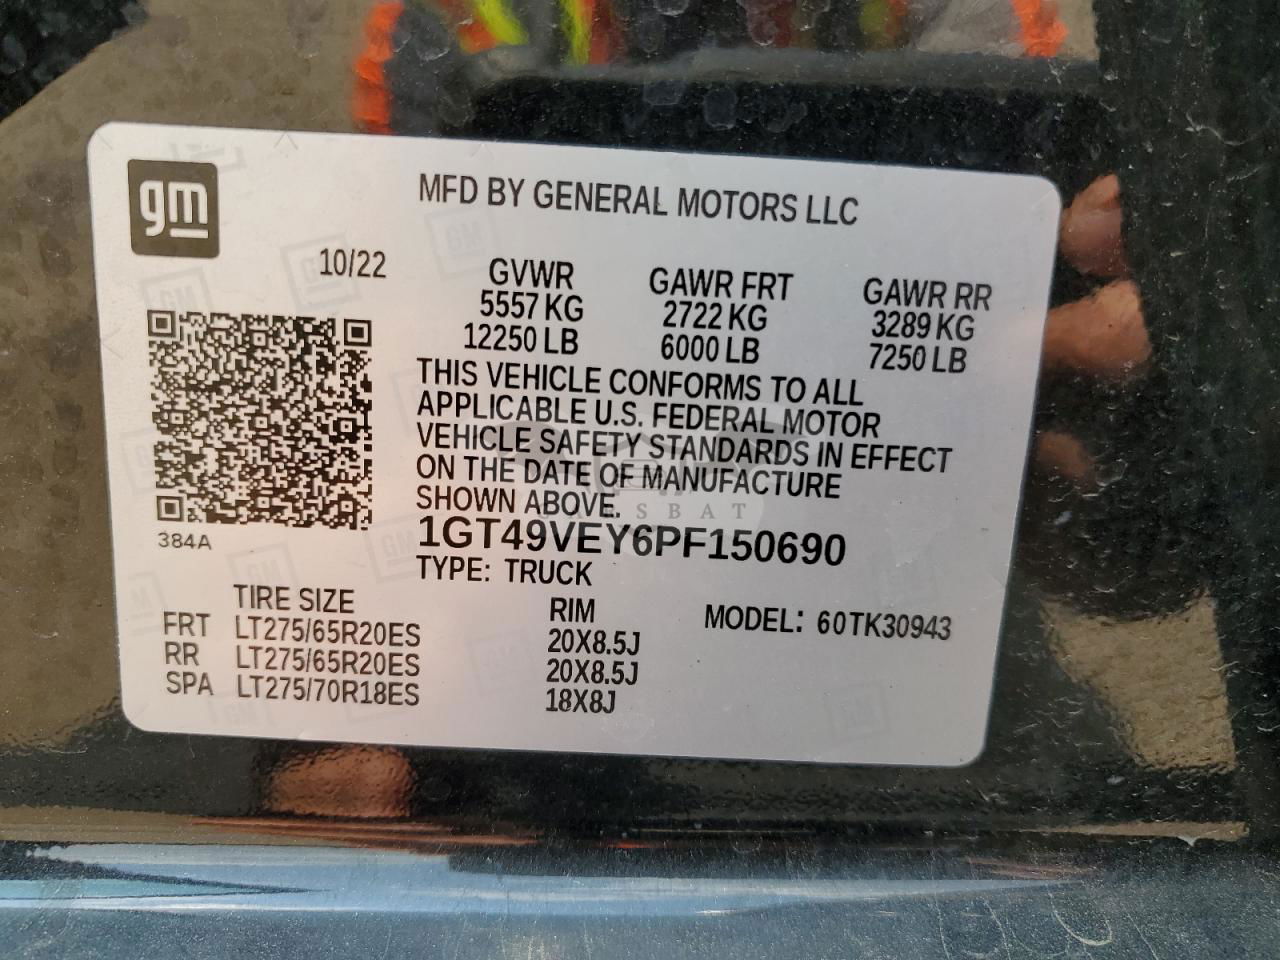 gm
MFD BY GENERAL MOTORS LLC
10/22
GVWR GAWR FRT GAWR RR
5557 KG 2722 KG 3289 KG
12250 LB 6000 LB 7250 LB
THIS VEHICLE CONFORMS TO ALL
APPLICABLE U.S. FEDERAL MOTOR
VEHICLE SAFETY STANDARDS IN EFFECT
ON THE DATE OF MANUFACTURE
SHOWN ABOVE.
1GT49VEY6PF150690
384A
TYPE: TRUCK
TIRE SIZE RIM MODEL: 60TK30943
FRT LT275/65R20ES 20X8.5J
RR LT275/65R20ES 20X8.5J
SPA LT275/70R18ES 18X8J